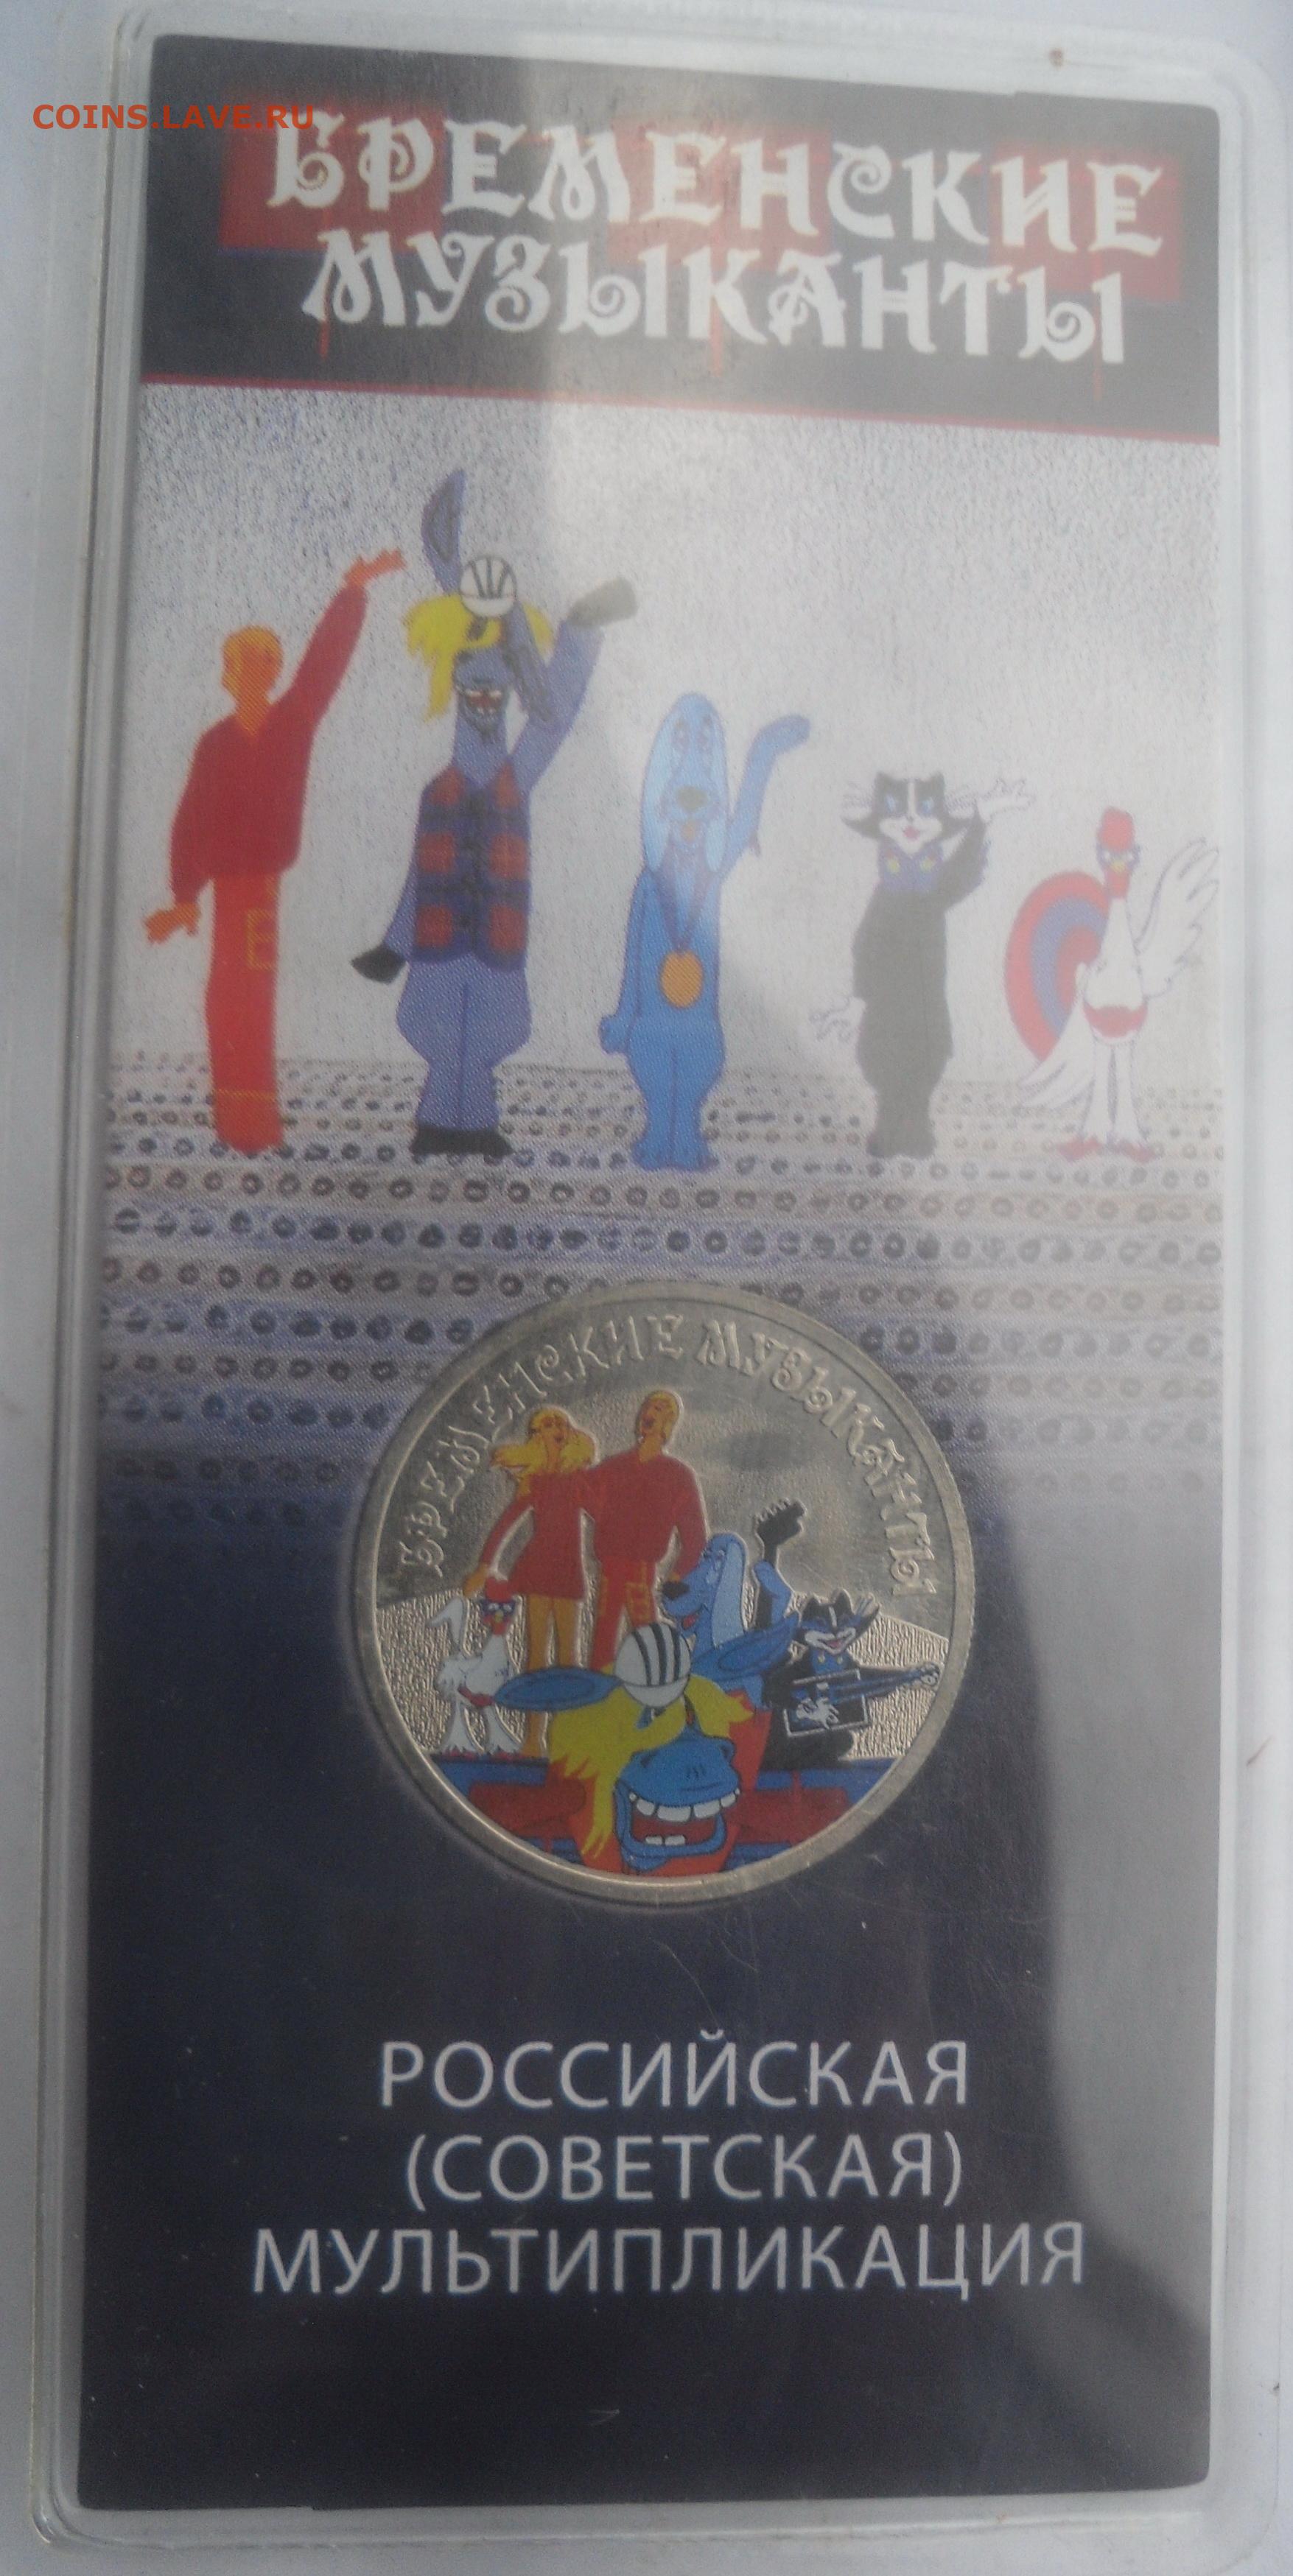 COINS.LAVE.RU
БРЕМЕНСКИЕ
МУЗЫКАНТЫ
БРЕМЕНСКИЕ МУЗЫКАНТЫ
РОССИЙСКАЯ
(СОВЕТСКАЯ)
МУЛЬТИПЛИКАЦИЯ